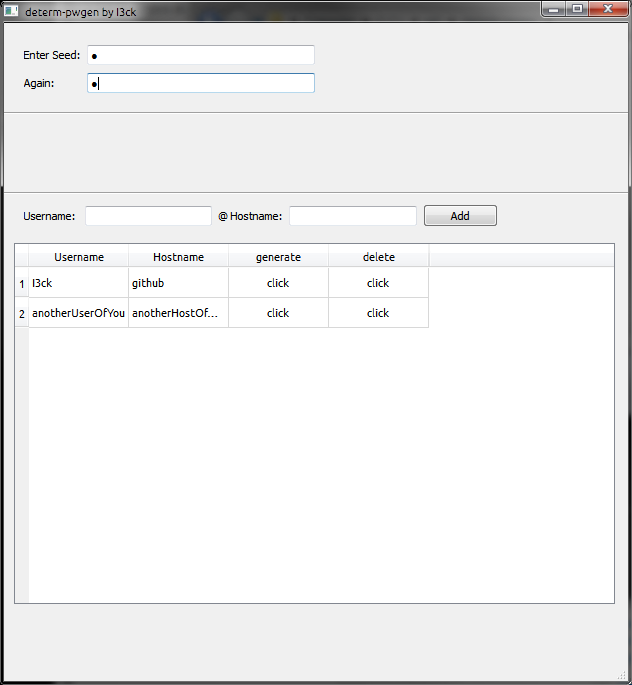 determ-pwgen by l3ck
Enter Seed: ●
Again: ●
Username: @ Hostname: Add
Username Hostname generate delete
1 l3ck github click click
2 anotherUserOfYou anotherHostOf... click click